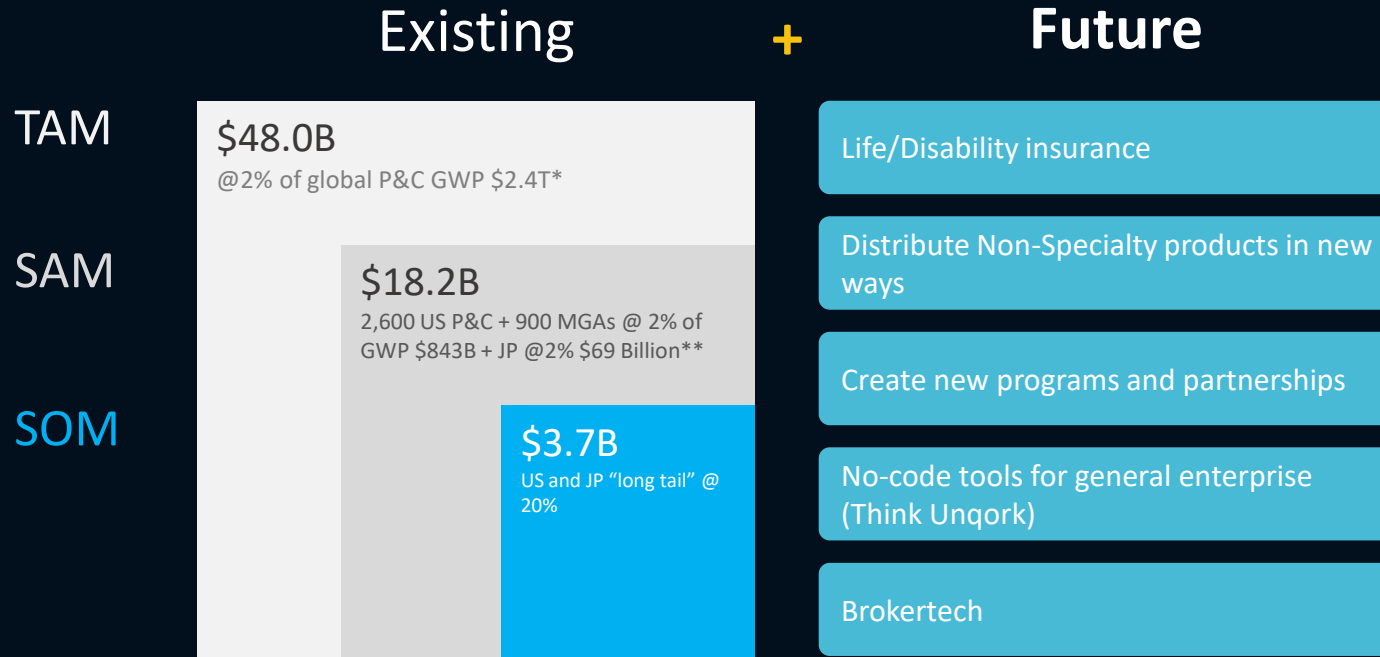 Existing
+
Future
TAM
$48.0B
@2% of global P&C GWP $2.4T*
SAM
$18.2B
2,600 US P&C + 900 MGAs @ 2% of
GWP $843B + JP @2% $69 Billion**
SOM
$3.7B
US and JP “long tail” @
20%
Life/Disability insurance
Distribute Non-Specialty products in new
ways
Create new programs and partnerships
No-code tools for general enterprise
(Think Unqork)
Brokertech